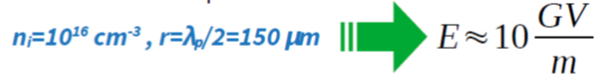 nᵢ=10¹⁶ cm⁻³ , r=λₚ/2=150 μm E ≈ 10 GV/m